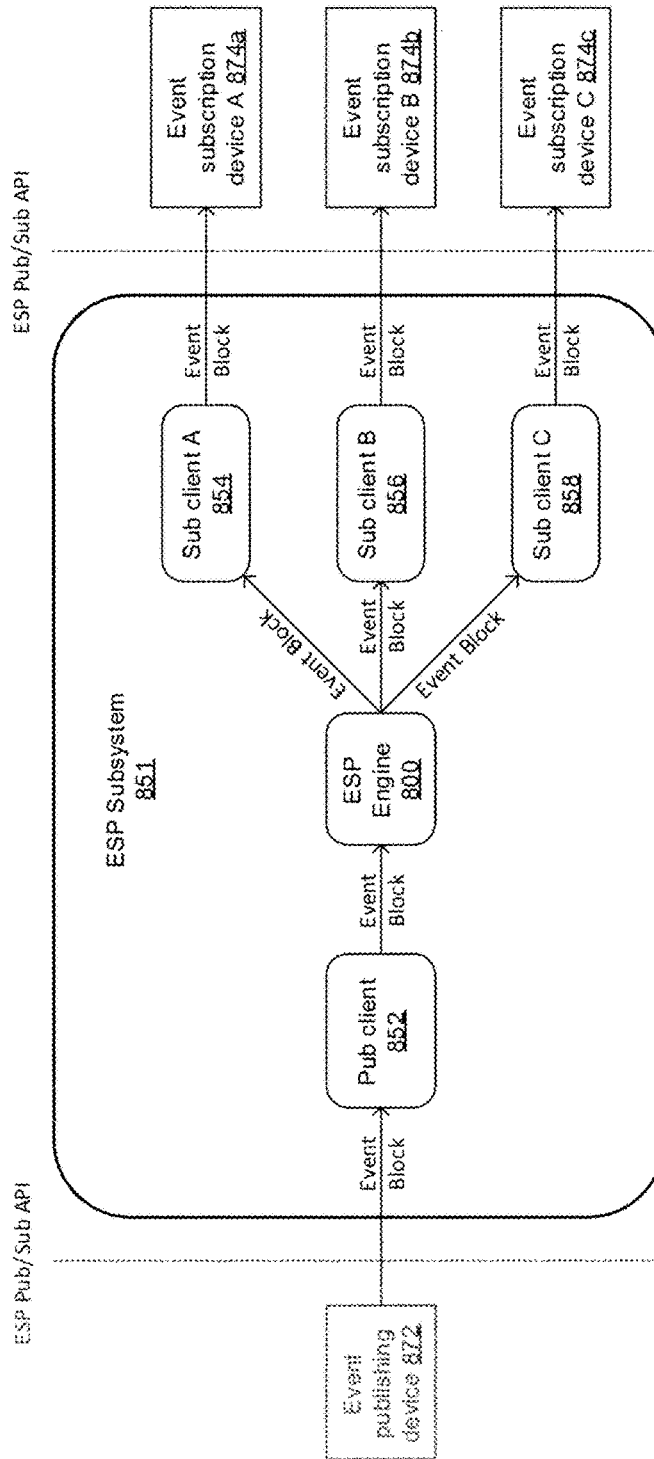 ESP Pub/Sub API
ESP Pub/Sub API
ESP Subsystem
851
Event
publishing
device 872
Event
Block
Pub client
852
Event
Block
ESP
Engine
800
Event Block
Event
Block
Event Block
Sub client A
854
Sub client B
856
Sub client C
858
Event
Block
Event
Block
Event
Block
Event
subscription
device A 874a
Event
subscription
device B 874b
Event
subscription
device C 874c